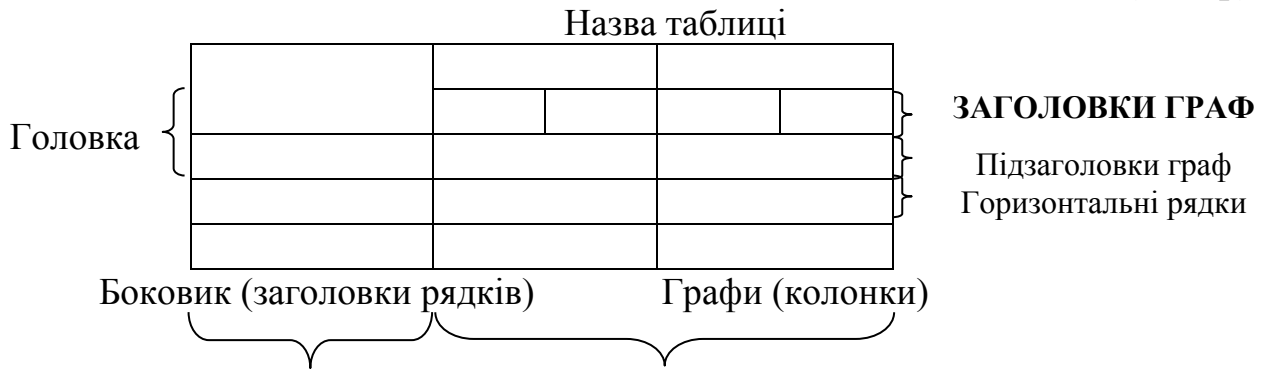 Назва таблиці
ЗАГОЛОВКИ ГРАФ
Головка
Підзаголовки граф
Горизонтальні рядки
Боковик (заголовки рядків)
Графи (колонки)